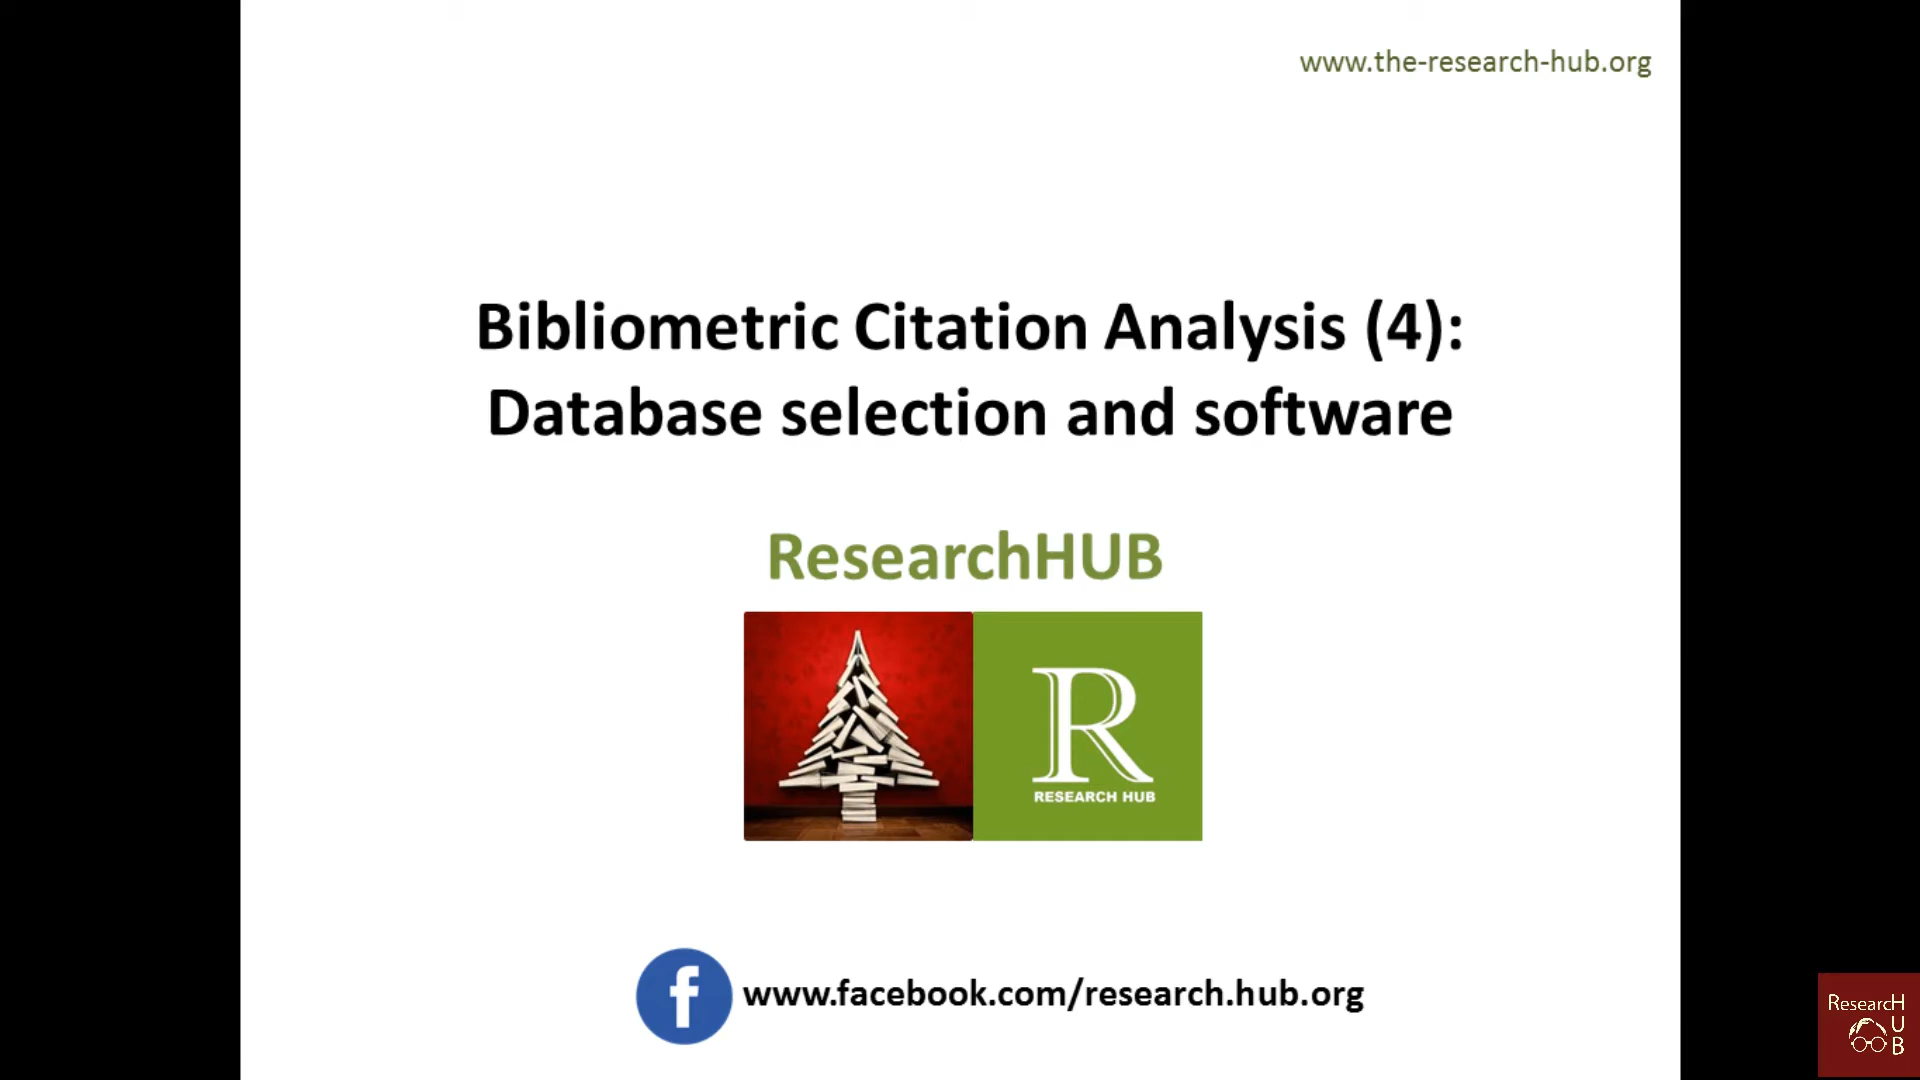 www.the-research-hub.org
Bibliometric Citation Analysis (4):
Database selection and software
ResearchHUB
R
RESEARCH HUB
f
www.facebook.com/research.hub.org
ResearcH
U
B